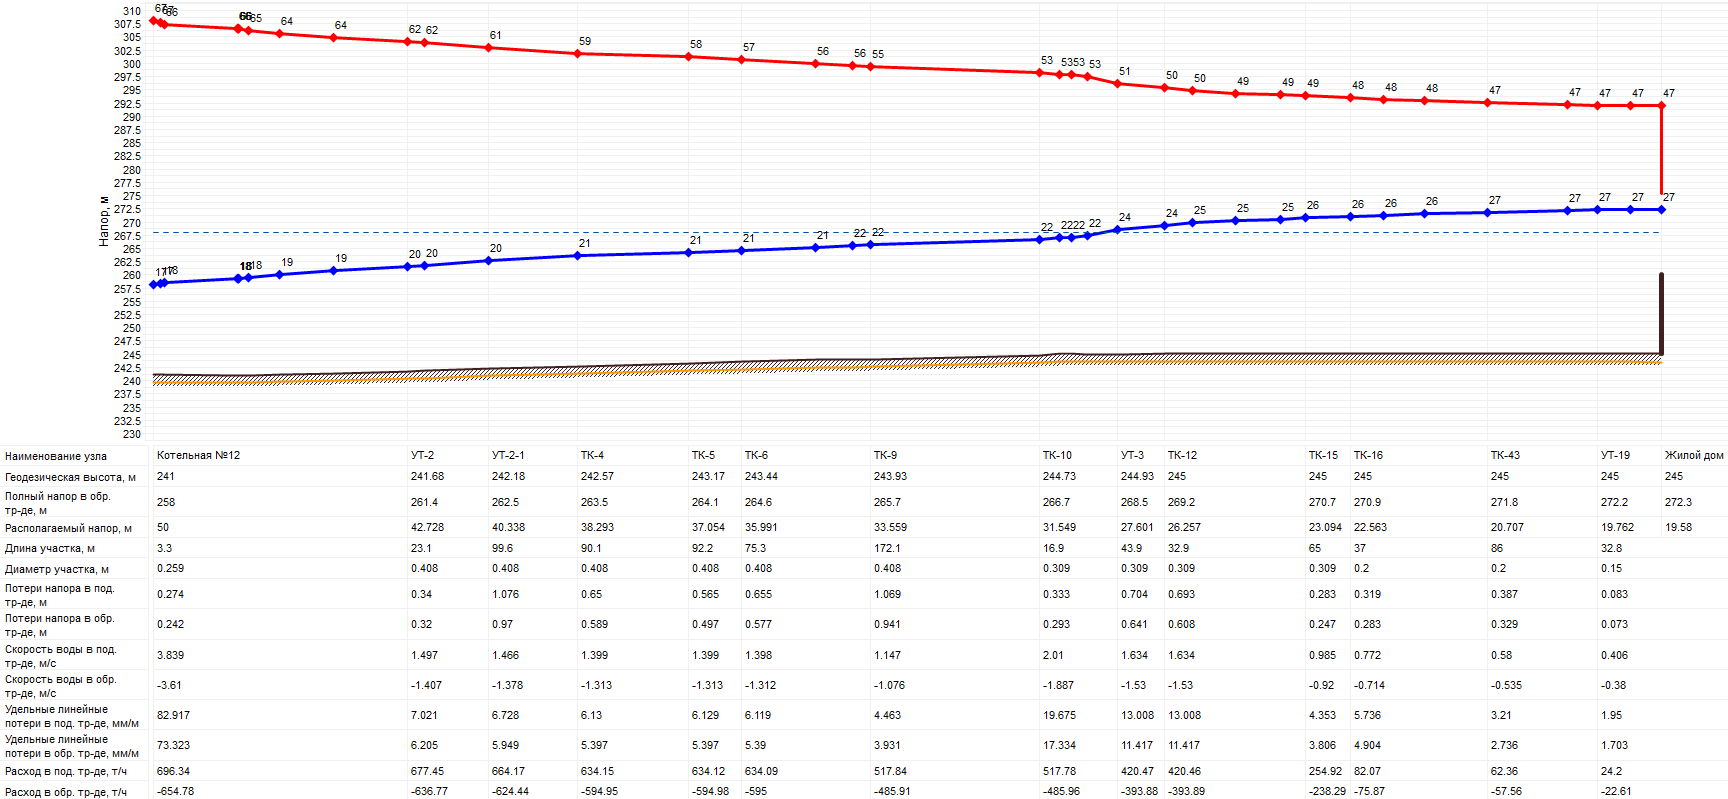 310
307.5
305
302.5
300
297.5
295
292.5
290
287.5
285
282.5
280
277.5
275
272.5
270
267.5
265
262.5
260
257.5
255
252.5
250
247.5
245
242.5
240
237.5
235
232.5
230
Напор, м
67 67 66 66 65 64 64 62 62 61 59 58 57 56 56 55 53 53 53 53 51 50 50 49 49 49 48 48 48 47 47 47 47 47
17 17 18 18 18 19 19 20 20 20 21 21 21 21 22 22 22 22 22 22 24 24 25 25 25 26 26 26 26 27 27 27 27 27
Наименование узла Котельная №12 УТ-2 УТ-2-1 ТК-4 ТК-5 ТК-6 ТК-9 ТК-10 УТ-3 ТК-12 ТК-15 ТК-16 ТК-43 УТ-19 Жилой дом
Геодезическая высота, м 241 241.68 242.18 242.57 243.17 243.44 243.93 244.73 244.93 245 245 245 245 245 245
Полный напор в обр.
тр-де, м 258 261.4 262.5 263.5 264.1 264.6 265.7 266.7 268.5 269.2 270.7 270.9 271.8 272.2 272.3
Располагаемый напор, м 50 42.728 40.338 38.293 37.054 35.991 33.559 31.549 27.601 26.257 23.094 22.563 20.707 19.762 19.58
Длина участка, м 3.3 23.1 99.6 90.1 92.2 75.3 172.1 16.9 43.9 32.9 65 37 86 32.8
Диаметр участка, м 0.259 0.408 0.408 0.408 0.408 0.408 0.408 0.309 0.309 0.309 0.309 0.2 0.2 0.15
Потери напора в под.
тр-де, м 0.274 0.34 1.076 0.65 0.565 0.655 1.069 0.333 0.704 0.693 0.283 0.319 0.387 0.083
Потери напора в обр.
тр-де, м 0.242 0.32 0.97 0.589 0.497 0.577 0.941 0.293 0.641 0.608 0.247 0.283 0.329 0.073
Скорость воды в под.
тр-де, м/с 3.839 1.497 1.466 1.399 1.399 1.398 1.147 2.01 1.634 1.634 0.985 0.772 0.58 0.406
Скорость воды в обр.
тр-де, м/с -3.61 -1.407 -1.378 -1.313 -1.313 -1.312 -1.076 -1.887 -1.53 -1.53 -0.92 -0.714 -0.535 -0.38
Удельные линейные
потери в под. тр-де, мм/м 82.917 7.021 6.728 6.13 6.129 6.119 4.463 19.675 13.008 13.008 4.353 5.736 3.21 1.95
Удельные линейные
потери в обр. тр-де, мм/м 73.323 6.205 5.949 5.397 5.397 5.39 3.931 17.334 11.417 11.417 3.806 4.904 2.736 1.703
Расход в под. тр-де, т/ч 696.34 677.45 664.17 634.15 634.12 634.09 517.84 517.78 420.47 420.46 254.92 82.07 62.36 24.2
Расход в обр. тр-де, т/ч -654.78 -636.77 -624.44 -594.95 -594.98 -595 -485.91 -485.96 -393.88 -393.89 -238.29 -75.87 -57.56 -22.61